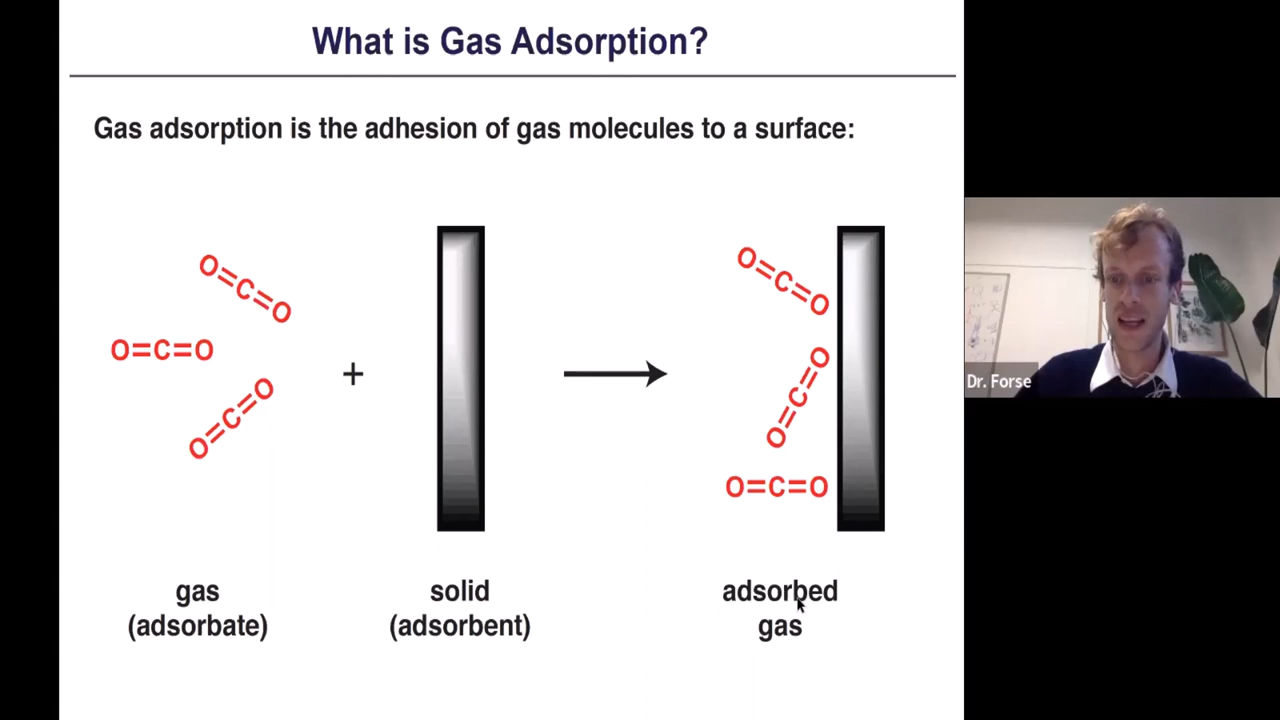 What is Gas Adsorption?
Gas adsorption is the adhesion of gas molecules to a surface:
O=C=O
O=C=O
O=C=O
+
O=C=O
O=C=O
O=C=O
gas
(adsorbate)
solid
(adsorbent)
adsorbed
gas
Dr. Forse